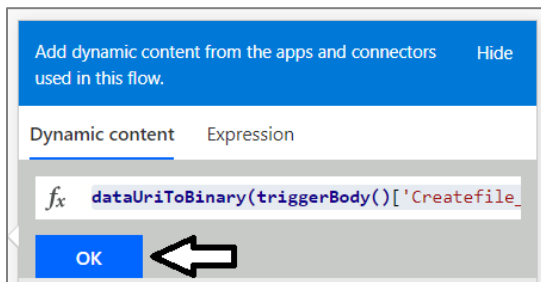 Add dynamic content from the apps and connectors Hide
used in this flow.
Dynamic content Expression
fx dataUriToBinary(triggerBody()['Createfile_
OK